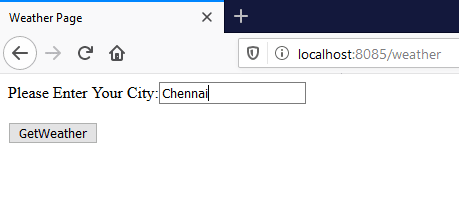 Weather Page
localhost:8085/weather
Please Enter Your City: Chennai
GetWeather